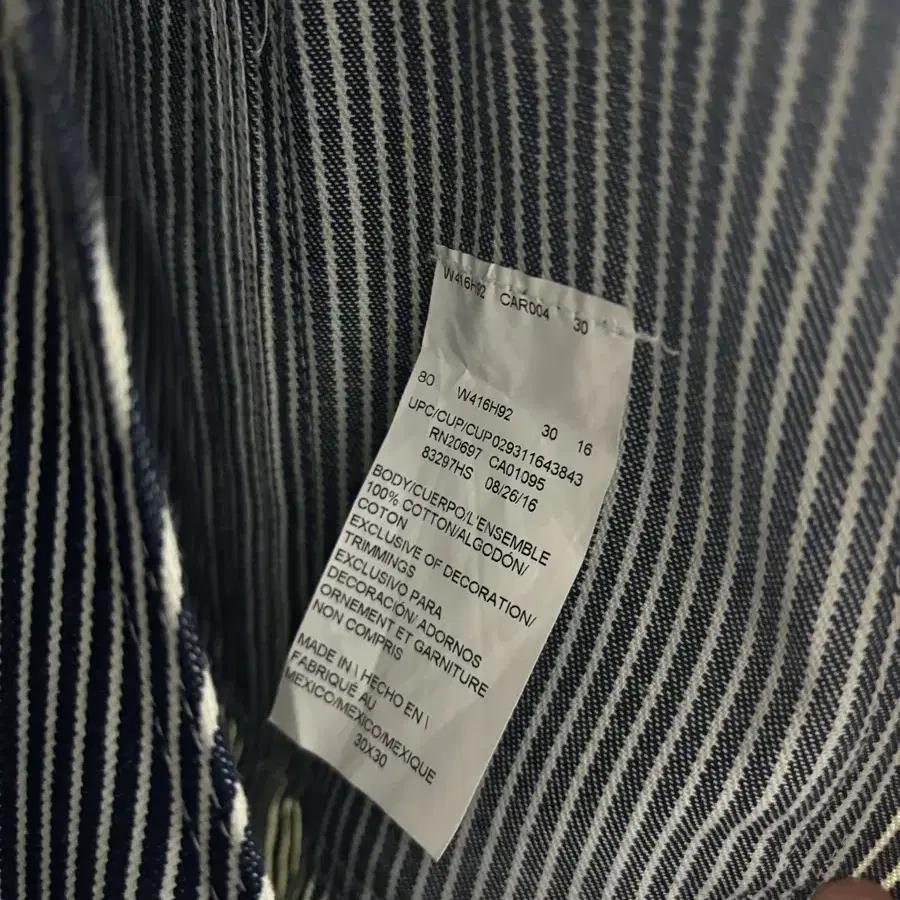 W416H92 CAR004 30
80 W416H92 30 16
UPC/CUP/CUP029311643843
RN20697 CA01095
83297HS 08/26/16
BODY/CUERPO/L'ENSEMBLE
100% COTTON/ALGODÓN/
COTON
EXCLUSIVE OF DECORATION/
TRIMMINGS
EXCLUSIVO PARA
DECORACIÓN/ ADORNOS
ORNEMENT ET GARNITURE
NON COMPRIS
MADE IN \ HECHO EN \
FABRIQUÉ AU
MEXICO/MEXICO/MEXIQUE
30X30